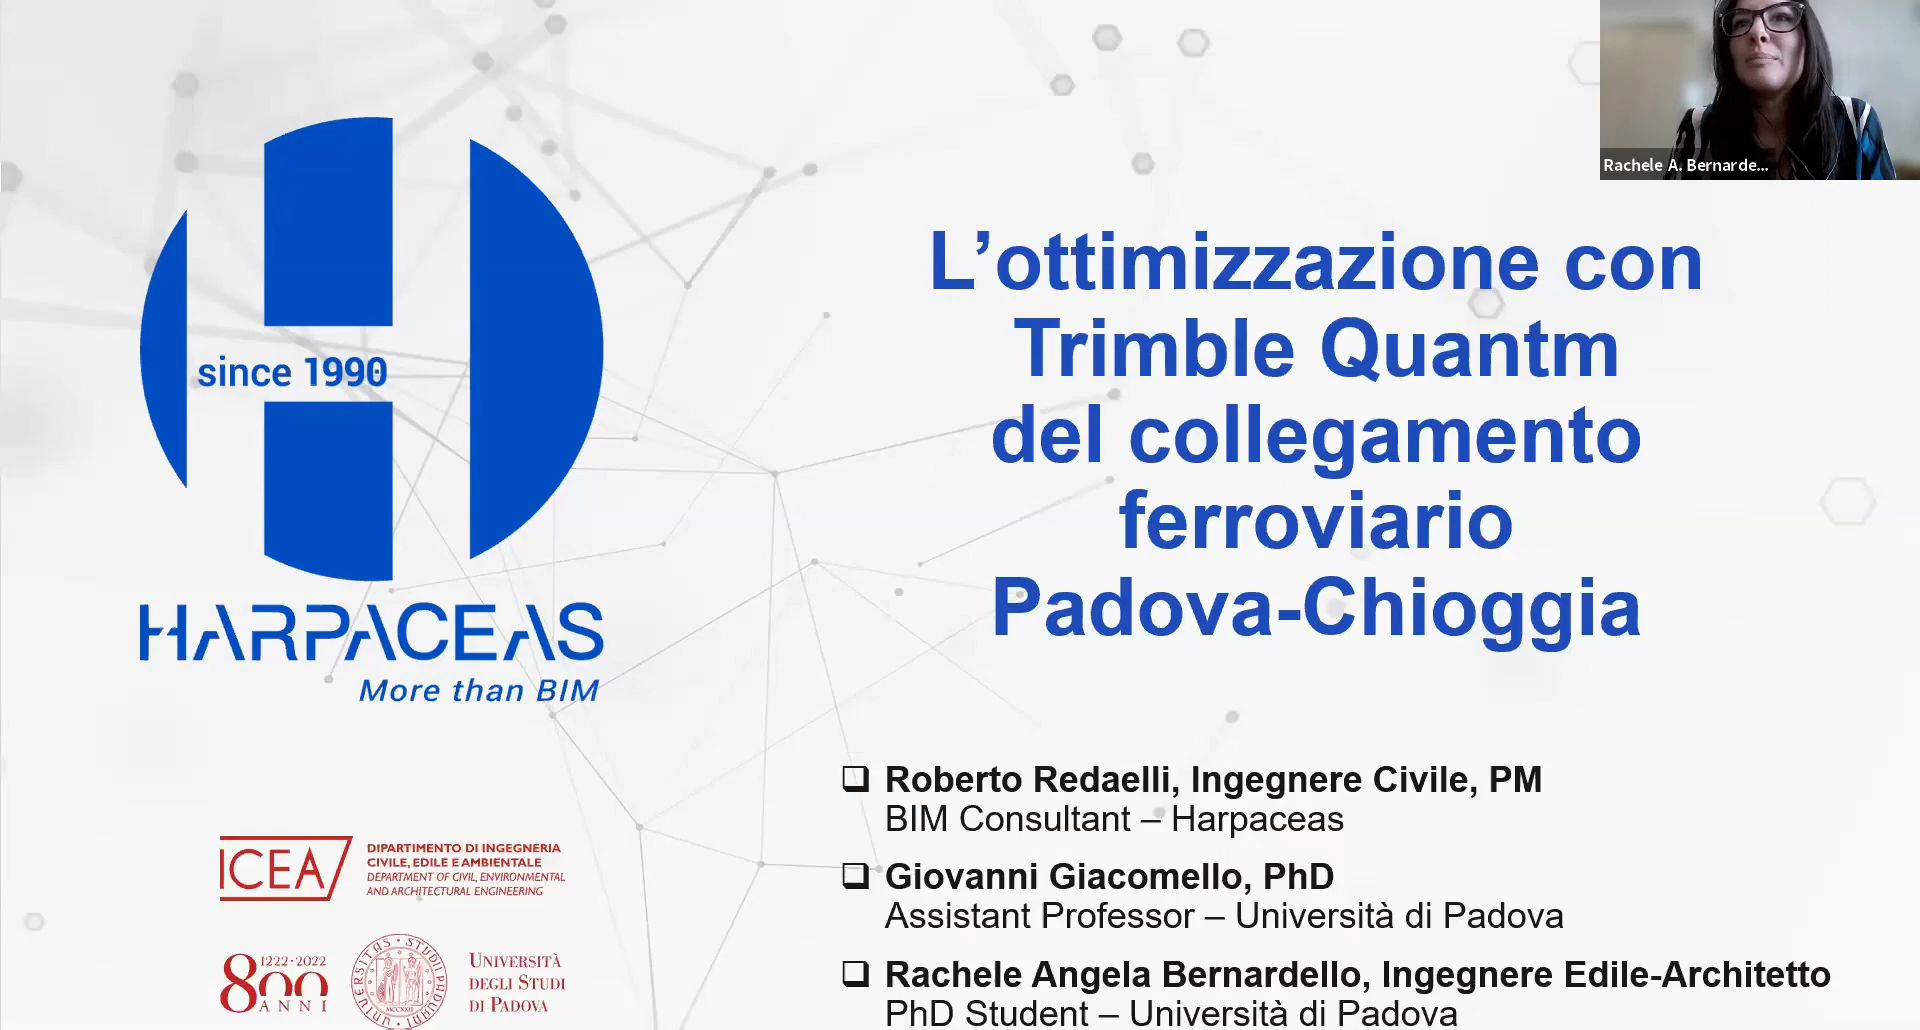 Rachele A. Bernarde...
since 1990
HARPACEAS
More than BIM
L’ottimizzazione con
Trimble Quantm
del collegamento
ferroviario
Padova-Chioggia
❑ Roberto Redaelli, Ingegnere Civile, PM
BIM Consultant – Harpaceas
❑ Giovanni Giacomello, PhD
Assistant Professor – Università di Padova
❑ Rachele Angela Bernardello, Ingegnere Edile-Architetto
PhD Student – Università di Padova
ICEA
DIPARTIMENTO DI INGEGNERIA
CIVILE, EDILE E AMBIENTALE
DEPARTMENT OF CIVIL, ENVIRONMENTAL
AND ARCHITECTURAL ENGINEERING
1222·2022
800
ANNI
UNIVERSITÀ
DEGLI STUDI
DI PADOVA